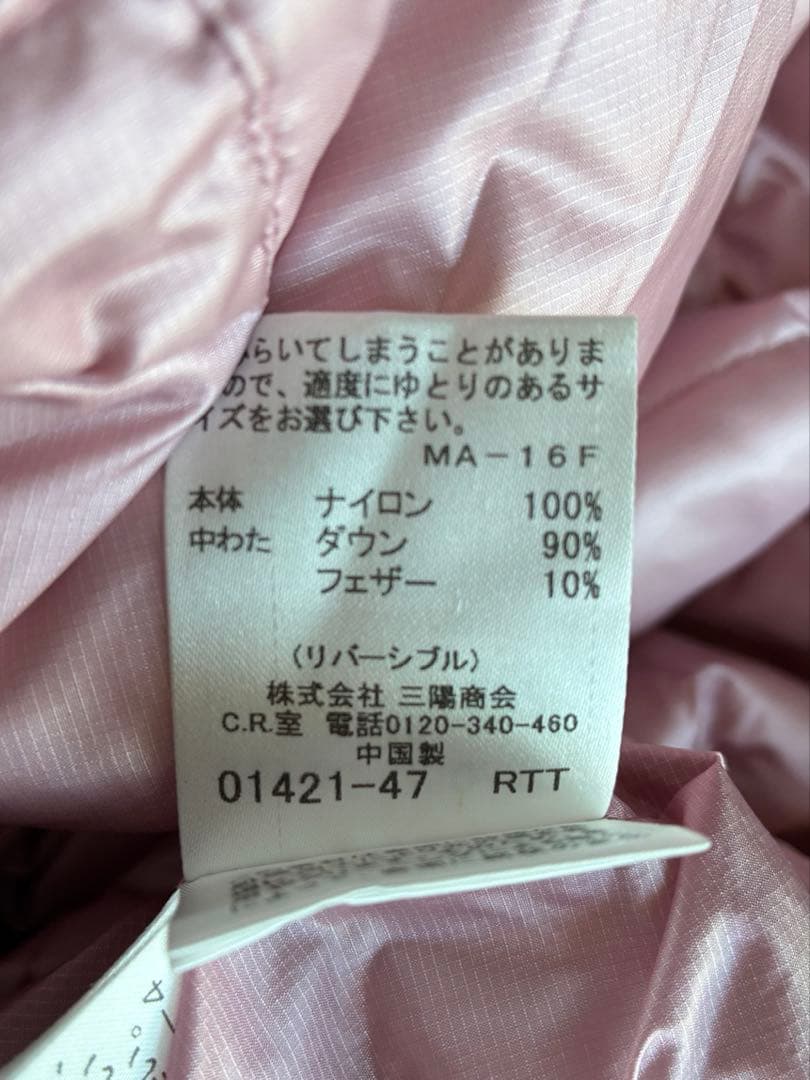 らいてしまうことがありま
ので、適度にゆとりのあるサ
イズをお選び下さい。
MA-16F
本体 ナイロン 100%
中わた ダウン 90%
フェザー 10%
(リバーシブル)
株式会社 三陽商会
C.R.室 電話0120-340-460
中国製
01421-47 RTT